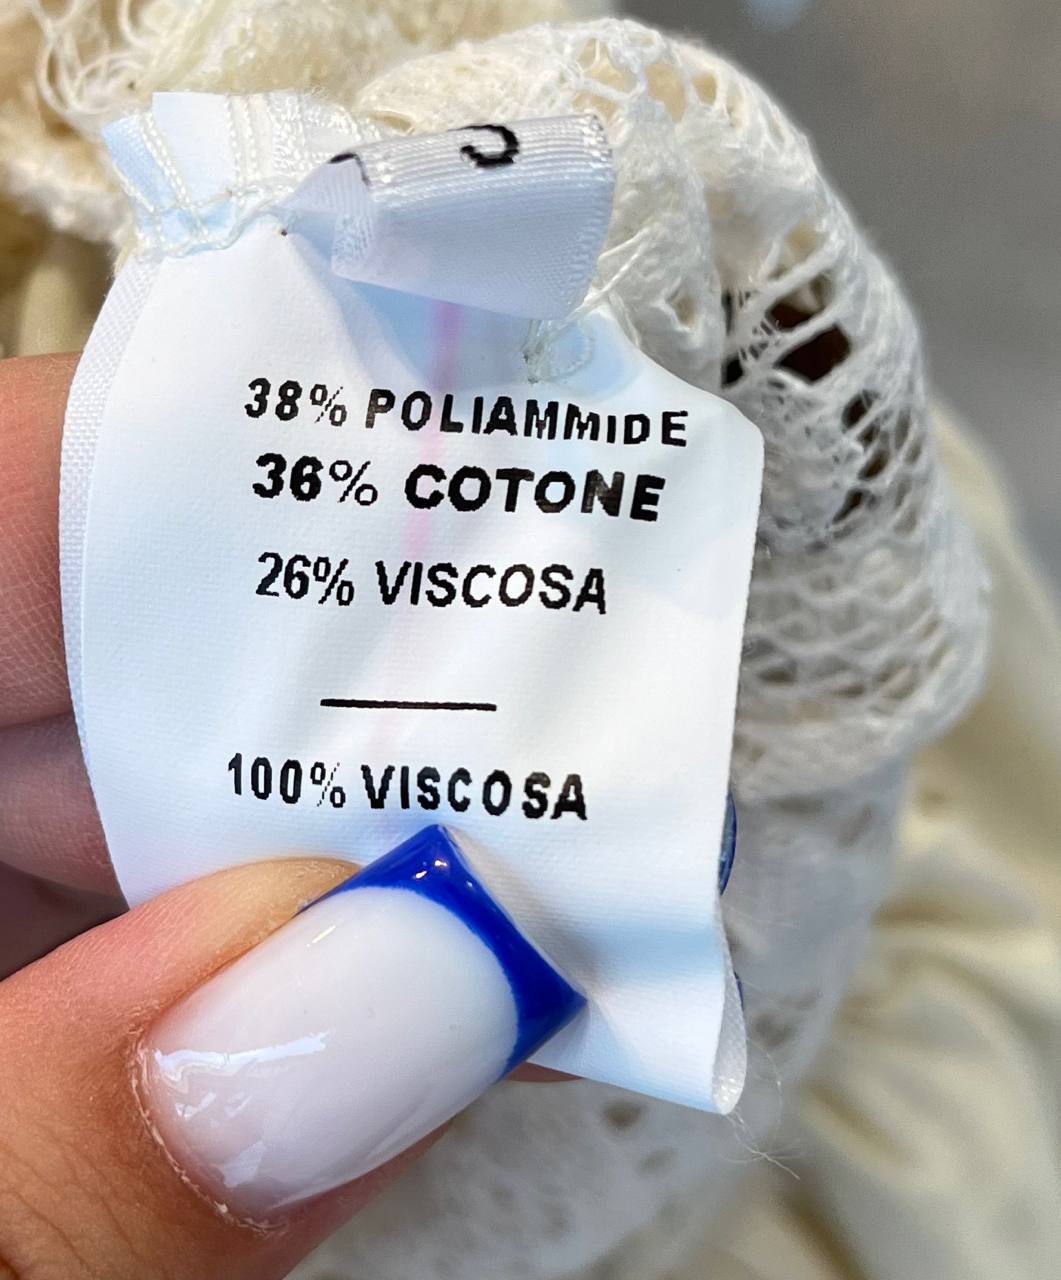 38% POLIAMMIDE
36% COTONE
26% VISCOSA
100% VISCOSA